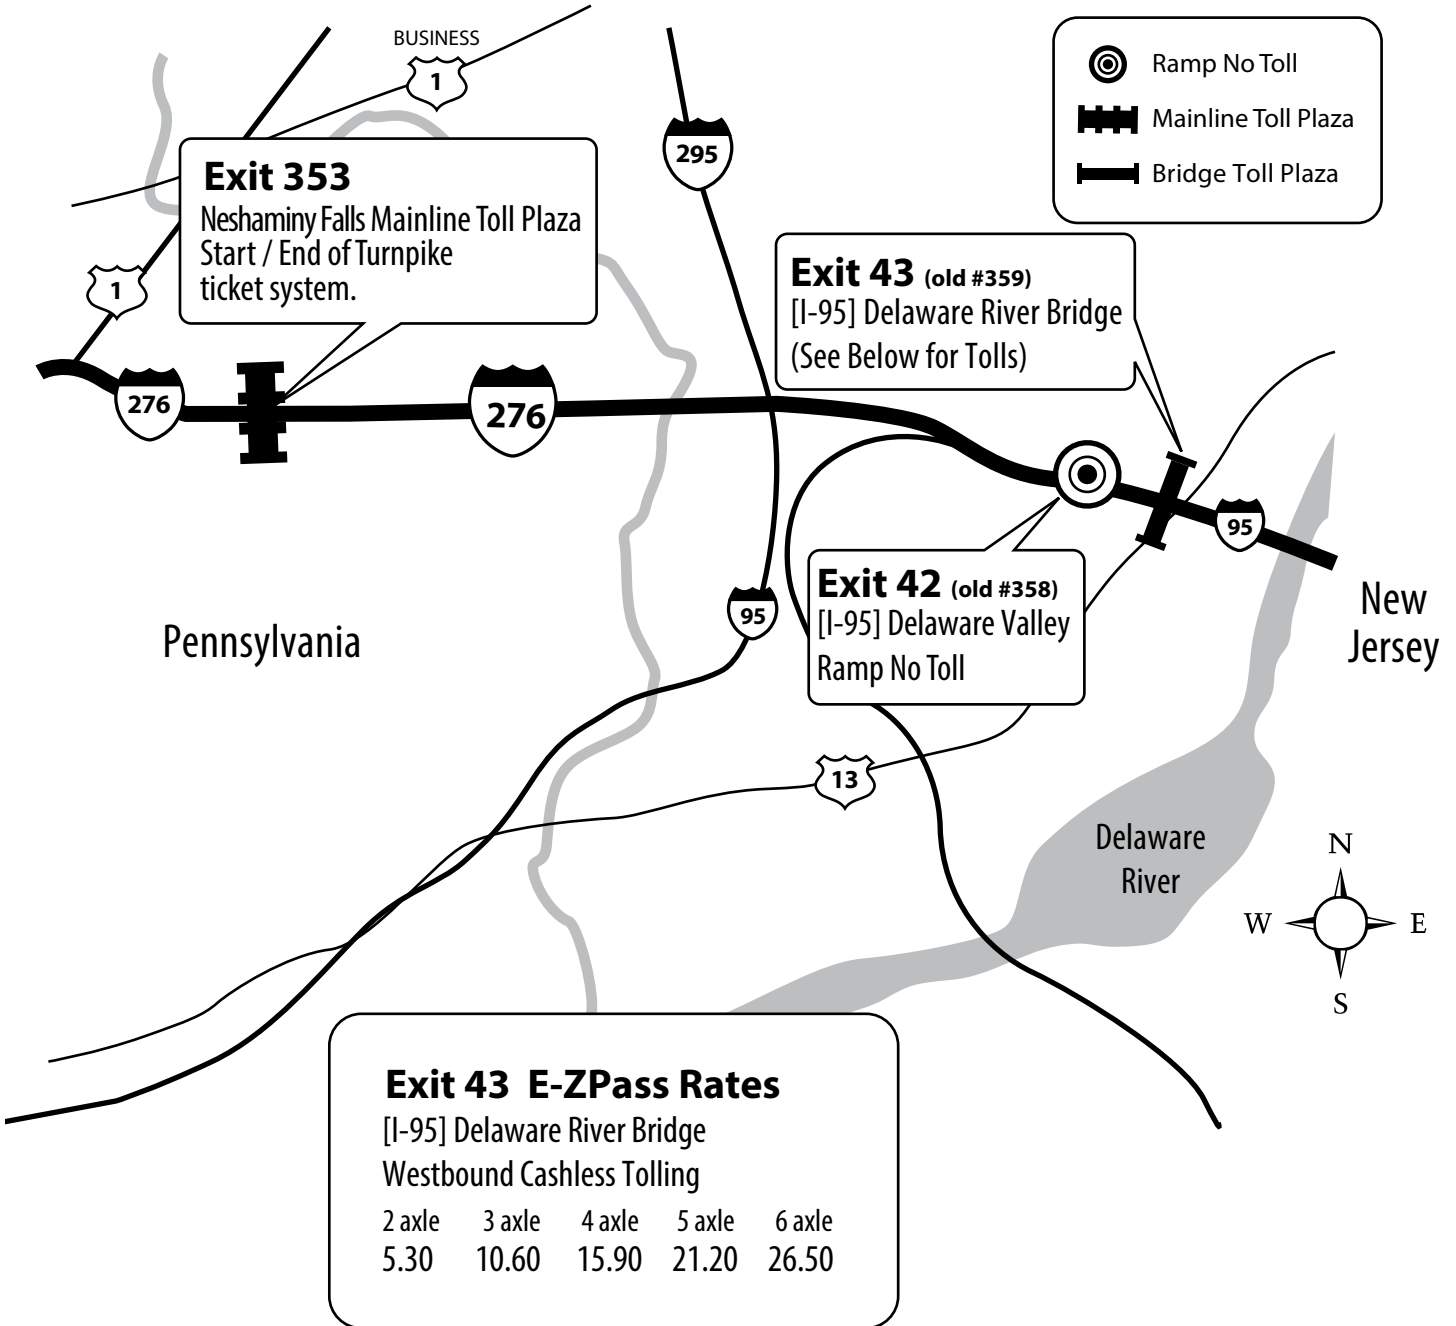 BUSINESS
1
295
Ramp No Toll
Mainline Toll Plaza
Bridge Toll Plaza
Exit 353
Neshaminy Falls Mainline Toll Plaza
Start / End of Turnpike
ticket system.
1
Exit 43 (old #359)
[I-95] Delaware River Bridge
(See Below for Tolls)
276
276
95
Exit 42 (old #358)
[I-95] Delaware Valley
Ramp No Toll
95
Pennsylvania
New
Jersey
13
Delaware
River
N
W
E
S
Exit 43 E-ZPass Rates
[I-95] Delaware River Bridge
Westbound Cashless Tolling
2 axle 3 axle 4 axle 5 axle 6 axle
5.30 10.60 15.90 21.20 26.50